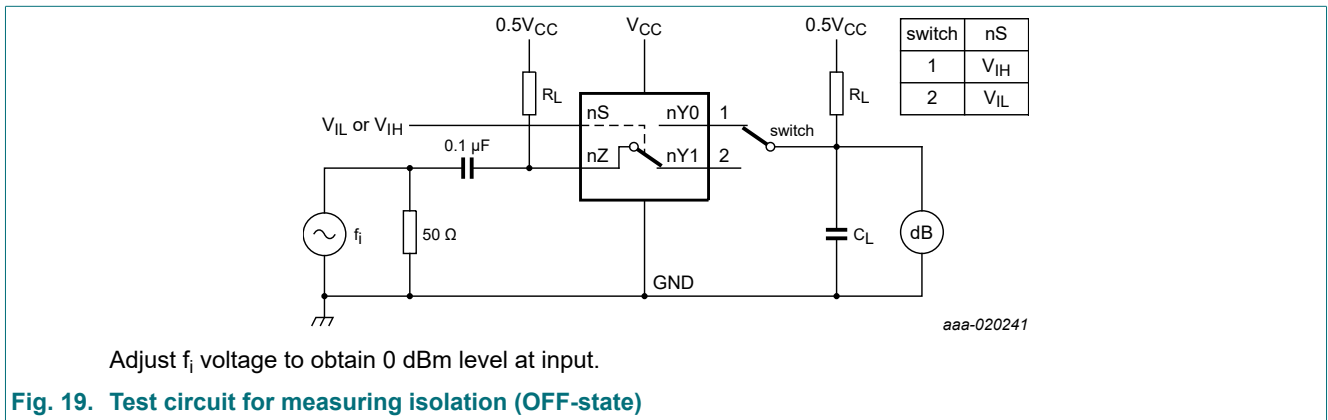 0.5VCC VCC 0.5VCC
switch nS
1 VIH
2 VIL
RL RL
nS nY0 1
VIL or VIH
switch
0.1 µF
nZ nY1 2
fi 50 Ω CL dB
GND
aaa-020241
Adjust fi voltage to obtain 0 dBm level at input.
Fig. 19. Test circuit for measuring isolation (OFF-state)